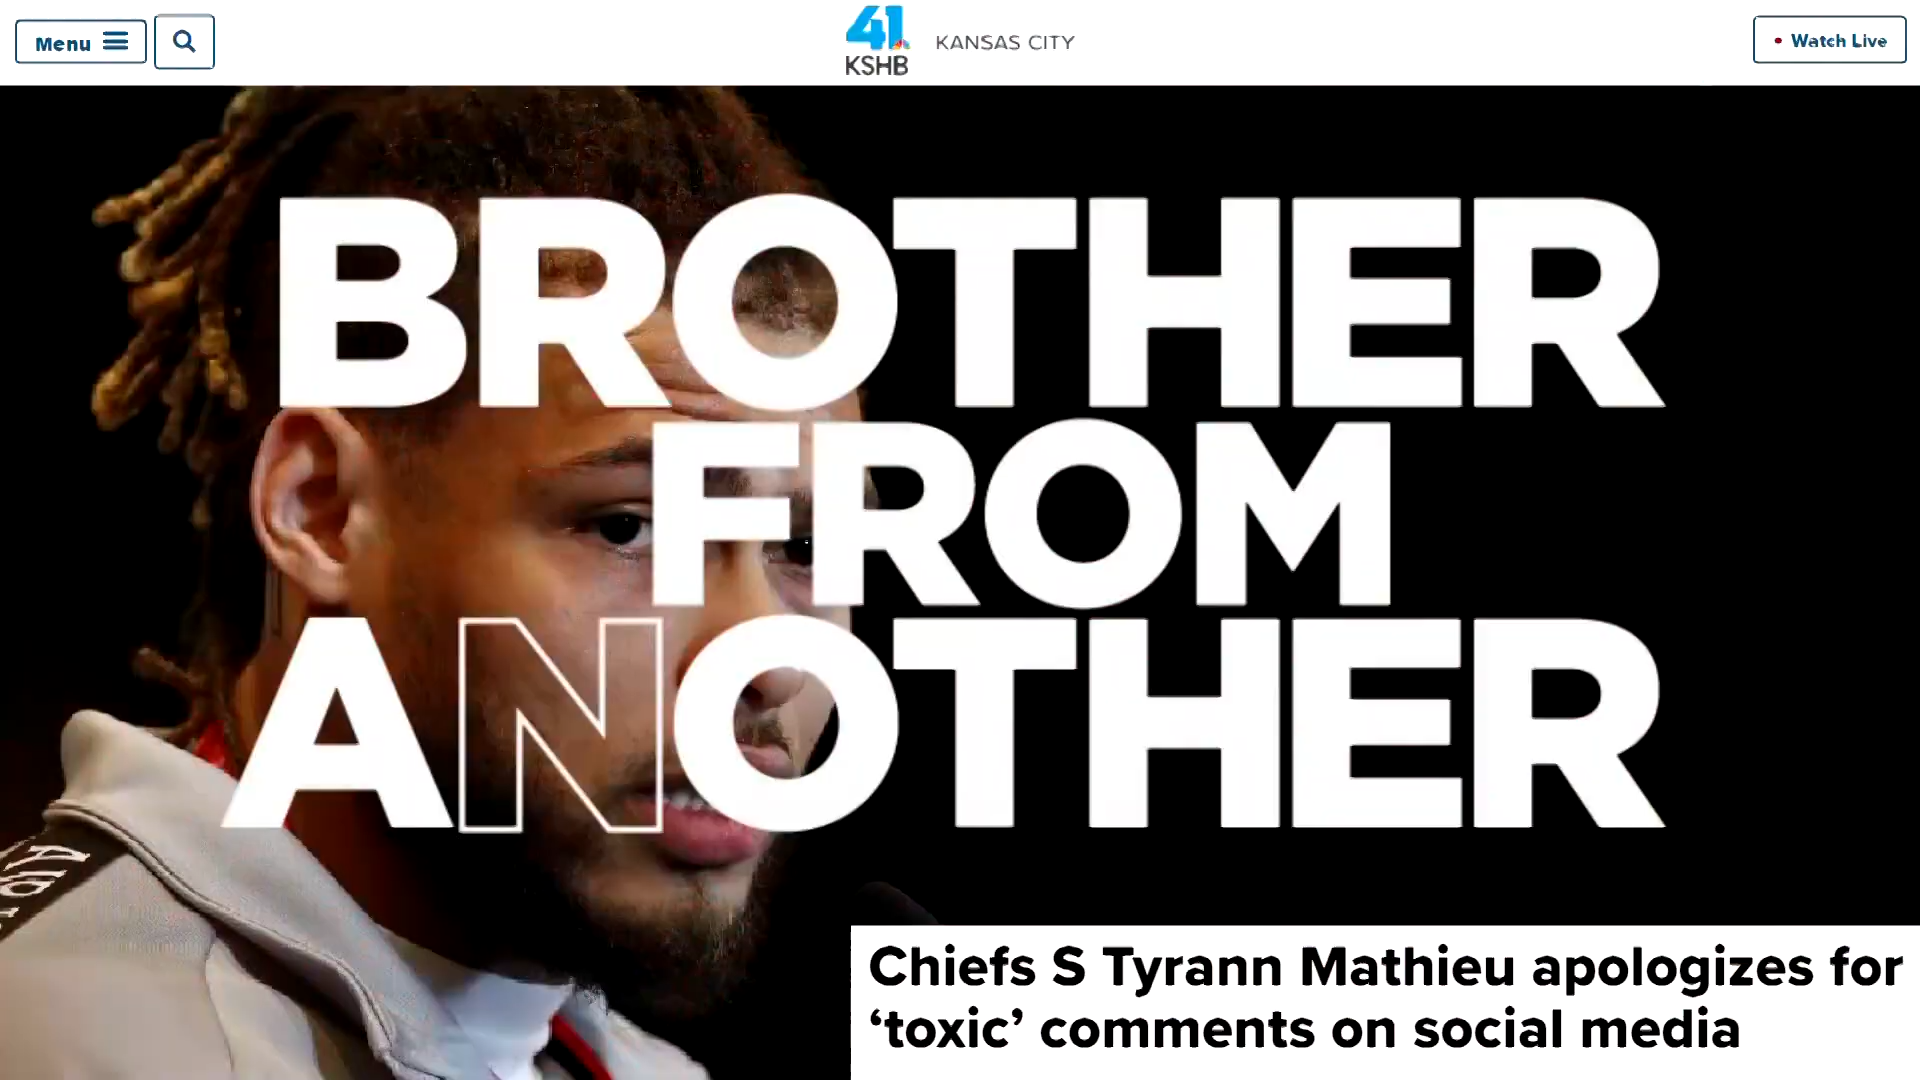 Menu
41
KSHB
KANSAS CITY
Watch Live
BROTHER
FROM
ANOTHER
Chiefs S Tyrann Mathieu apologizes for
‘toxic’ comments on social media